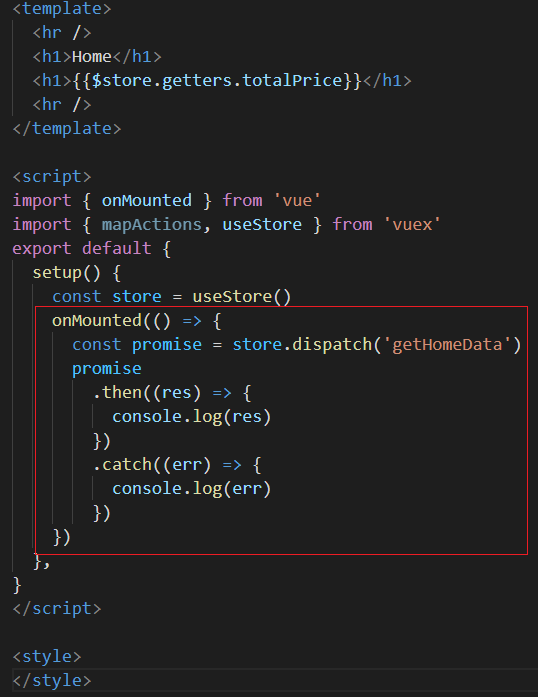 <template>
  <hr />
  <h1>Home</h1>
  <h1>{{$store.getters.totalPrice}}</h1>
  <hr />
</template>

<script>
import { onMounted } from 'vue'
import { mapActions, useStore } from 'vuex'
export default {
  setup() {
    const store = useStore()
    onMounted(() => {
      const promise = store.dispatch('getHomeData')
      promise
        .then((res) => {
          console.log(res)
        })
        .catch((err) => {
          console.log(err)
        })
    })
  },
}
</script>

<style>
</style>